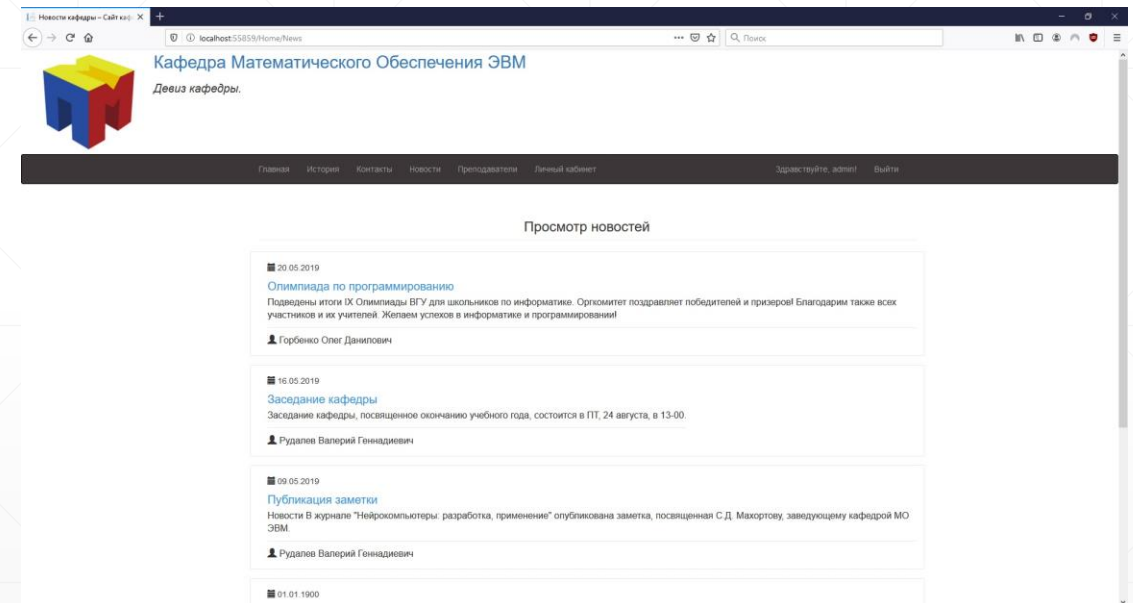 Новости кафедры – Сайт каф
localhost:55859/Home/News
Поиск
Кафедра Математического Обеспечения ЭВМ
Девиз кафедры.
Главная История Контакты Новости Преподаватели Личный кабинет Здравствуйте, admin! Выйти
Просмотр новостей
20.05.2019
Олимпиада по программированию
Подведены итоги IX Олимпиады ВГУ для школьников по информатике. Оргкомитет поздравляет победителей и призеров! Благодарим также всех
участников и их учителей. Желаем успехов в информатике и программировании!
Горбенко Олег Данилович
16.05.2019
Заседание кафедры
Заседание кафедры, посвященное окончанию учебного года, состоится в ПТ, 24 августа, в 13-00.
Рудалев Валерий Геннадиевич
09.05.2019
Публикация заметки
Новости В журнале "Нейрокомпьютеры: разработка, применение" опубликована заметка, посвященная С.Д. Махортову, заведующему кафедрой МО
ЭВМ.
Рудалев Валерий Геннадиевич
01.01.1900